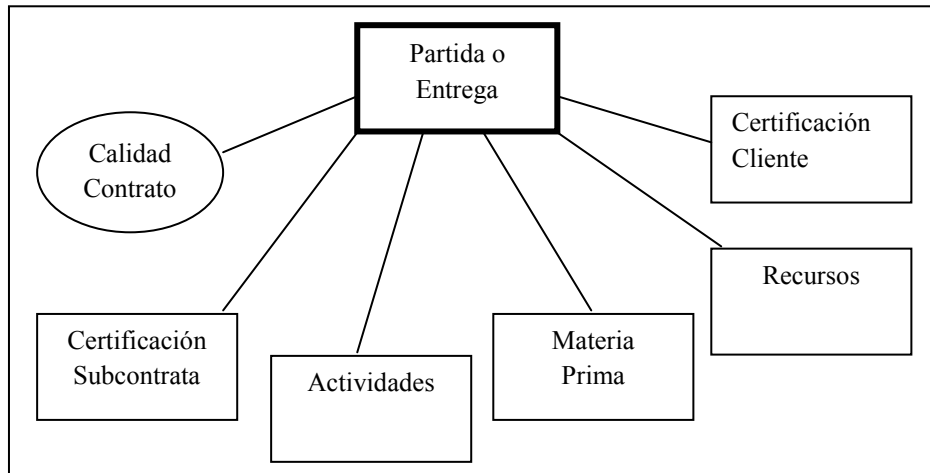 Partida o
Entrega
Calidad
Contrato
Certificación
Cliente
Recursos
Certificación
Subcontrata
Actividades
Materia
Prima